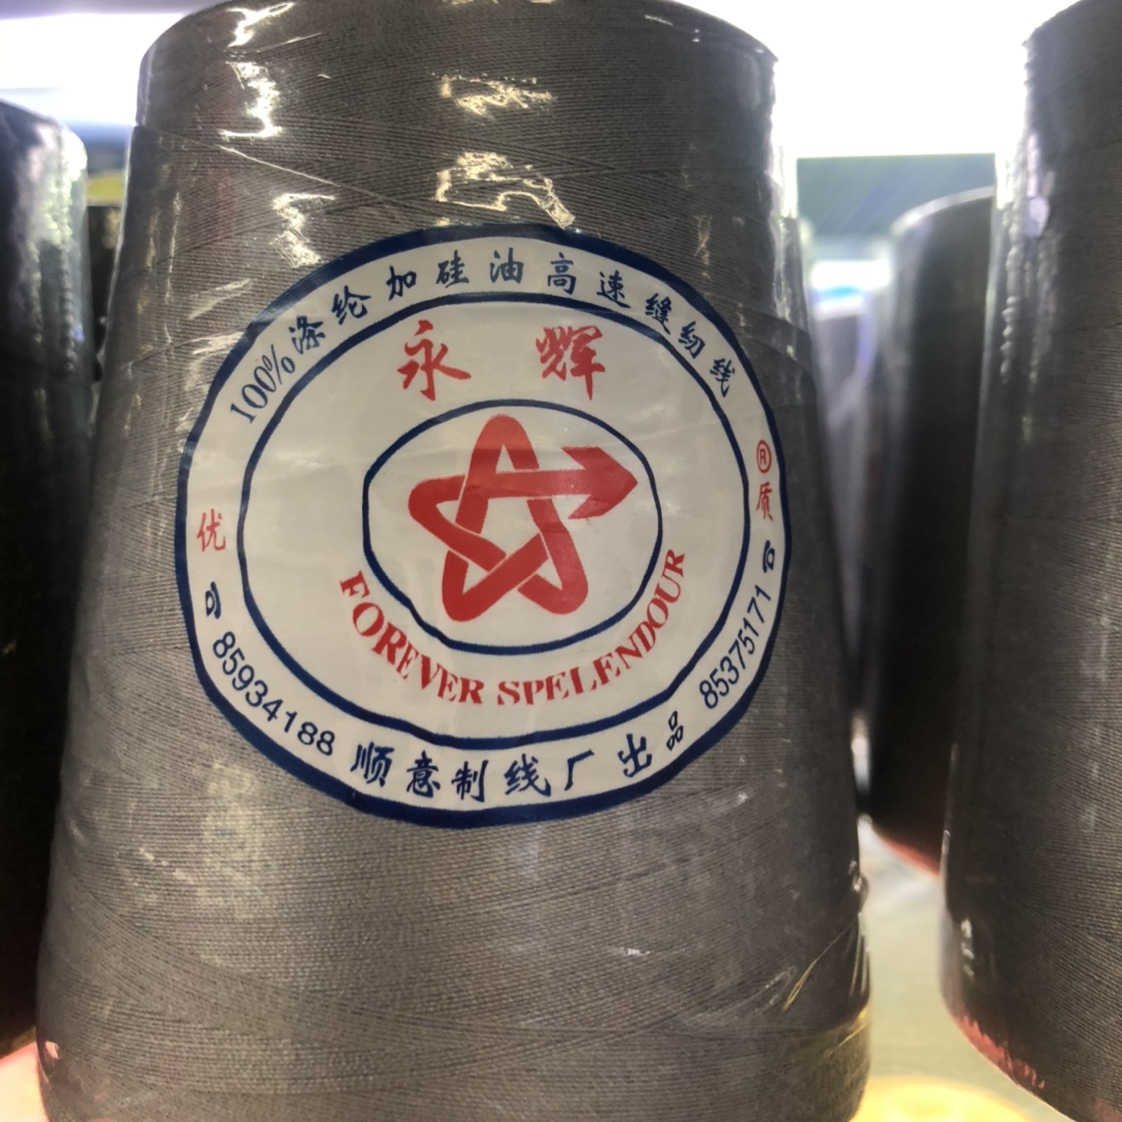 100%涤纶加硅油高速缝纫线
永辉
FOREVER SPELENDOUR
优
®
质
85934188
顺意制线厂出品
85375171